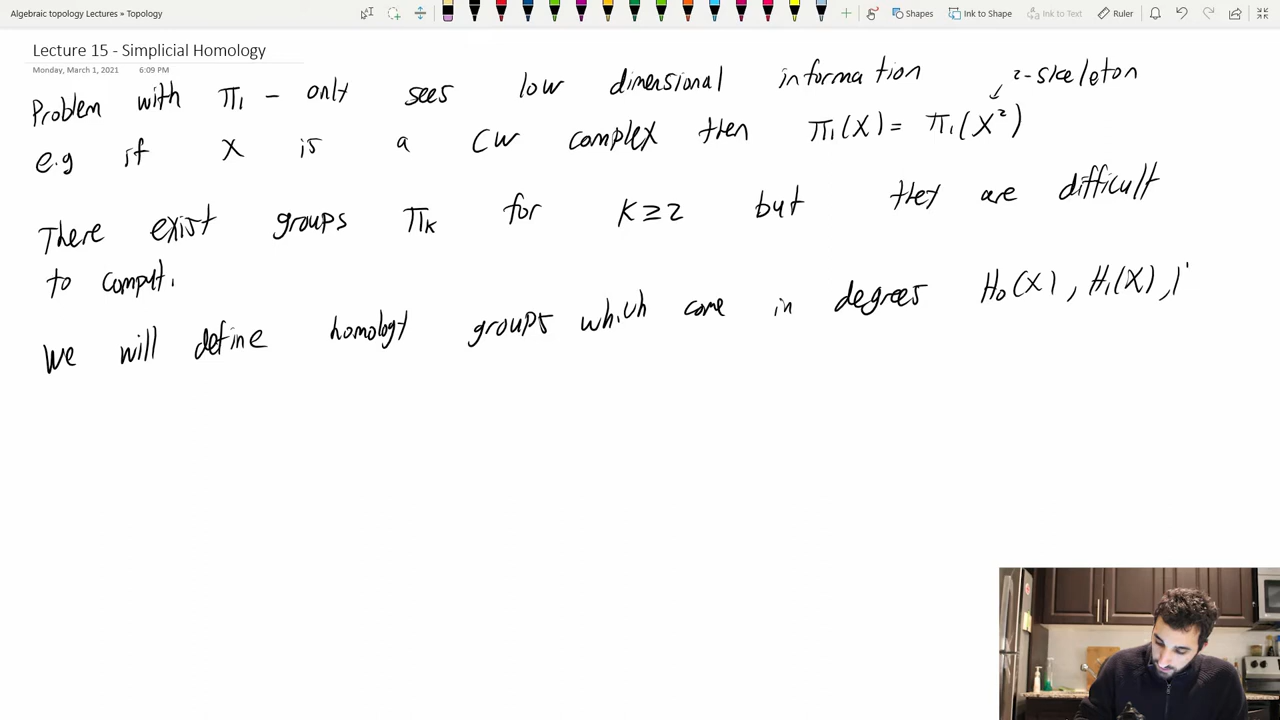 Algebraic topology Lectures – Topology
Shapes Ink to Shape Ink to Text Ruler
Lecture 15 - Simplicial Homology
Monday, March 1, 2021 6:09 PM
Problem with π₁ - only sees low dimensional information
2-skeleton
e.g if X is a CW complex then π₁(X) = π₁(X²)
There exist groups πₖ for K≥2 but they are difficult
to comput.
We will define homology groups which come in degrees H₀(X), H₁(X),